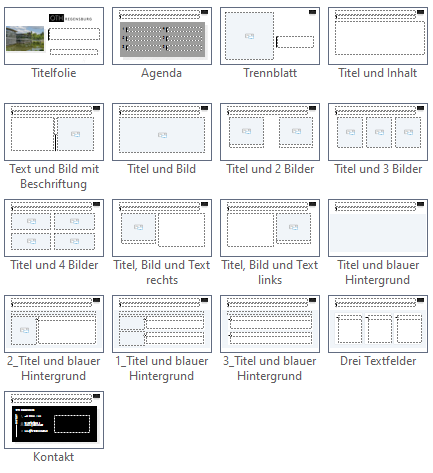 OTH REGENSBURG
Titelfolie
Agenda
Trennblatt
Titel und Inhalt
Text und Bild mit
Beschriftung
Titel und Bild
Titel und 2 Bilder
Titel und 3 Bilder
Titel und 4 Bilder
Titel, Bild und Text
rechts
Titel, Bild und Text
links
Titel und blauer
Hintergrund
2_Titel und blauer
Hintergrund
1_Titel und blauer
Hintergrund
3_Titel und blauer
Hintergrund
Drei Textfelder
Kontakt